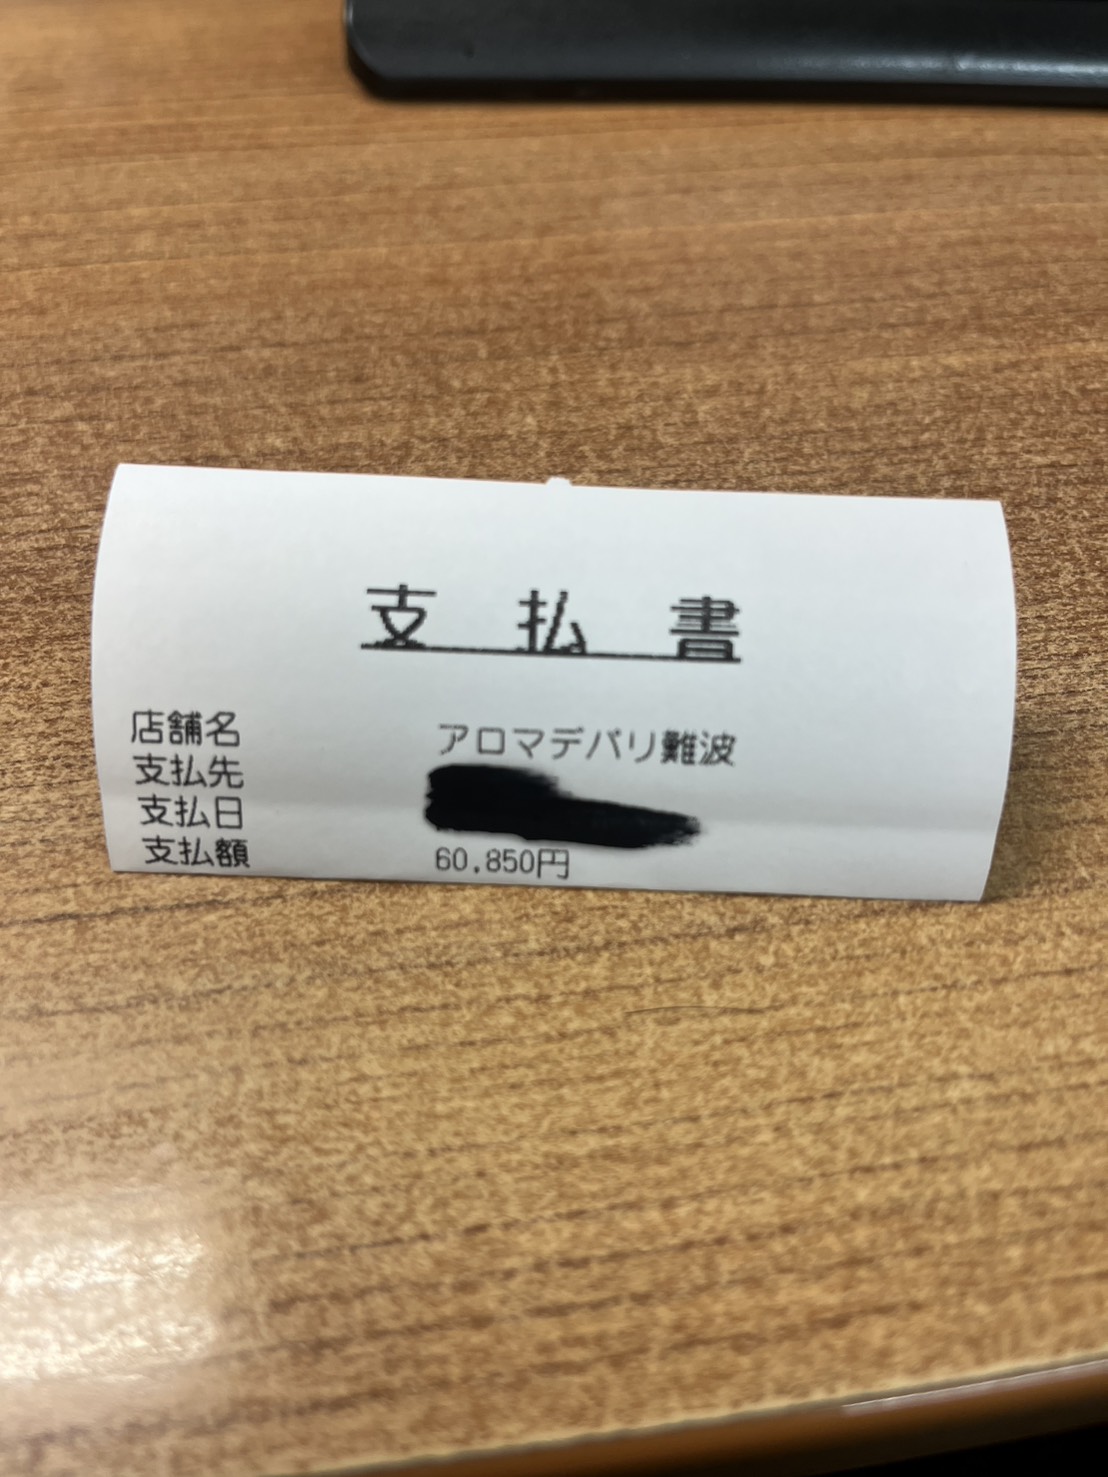 支払書
店舗名 アロマデバリ難波
支払先
支払日
支払額 60,850円